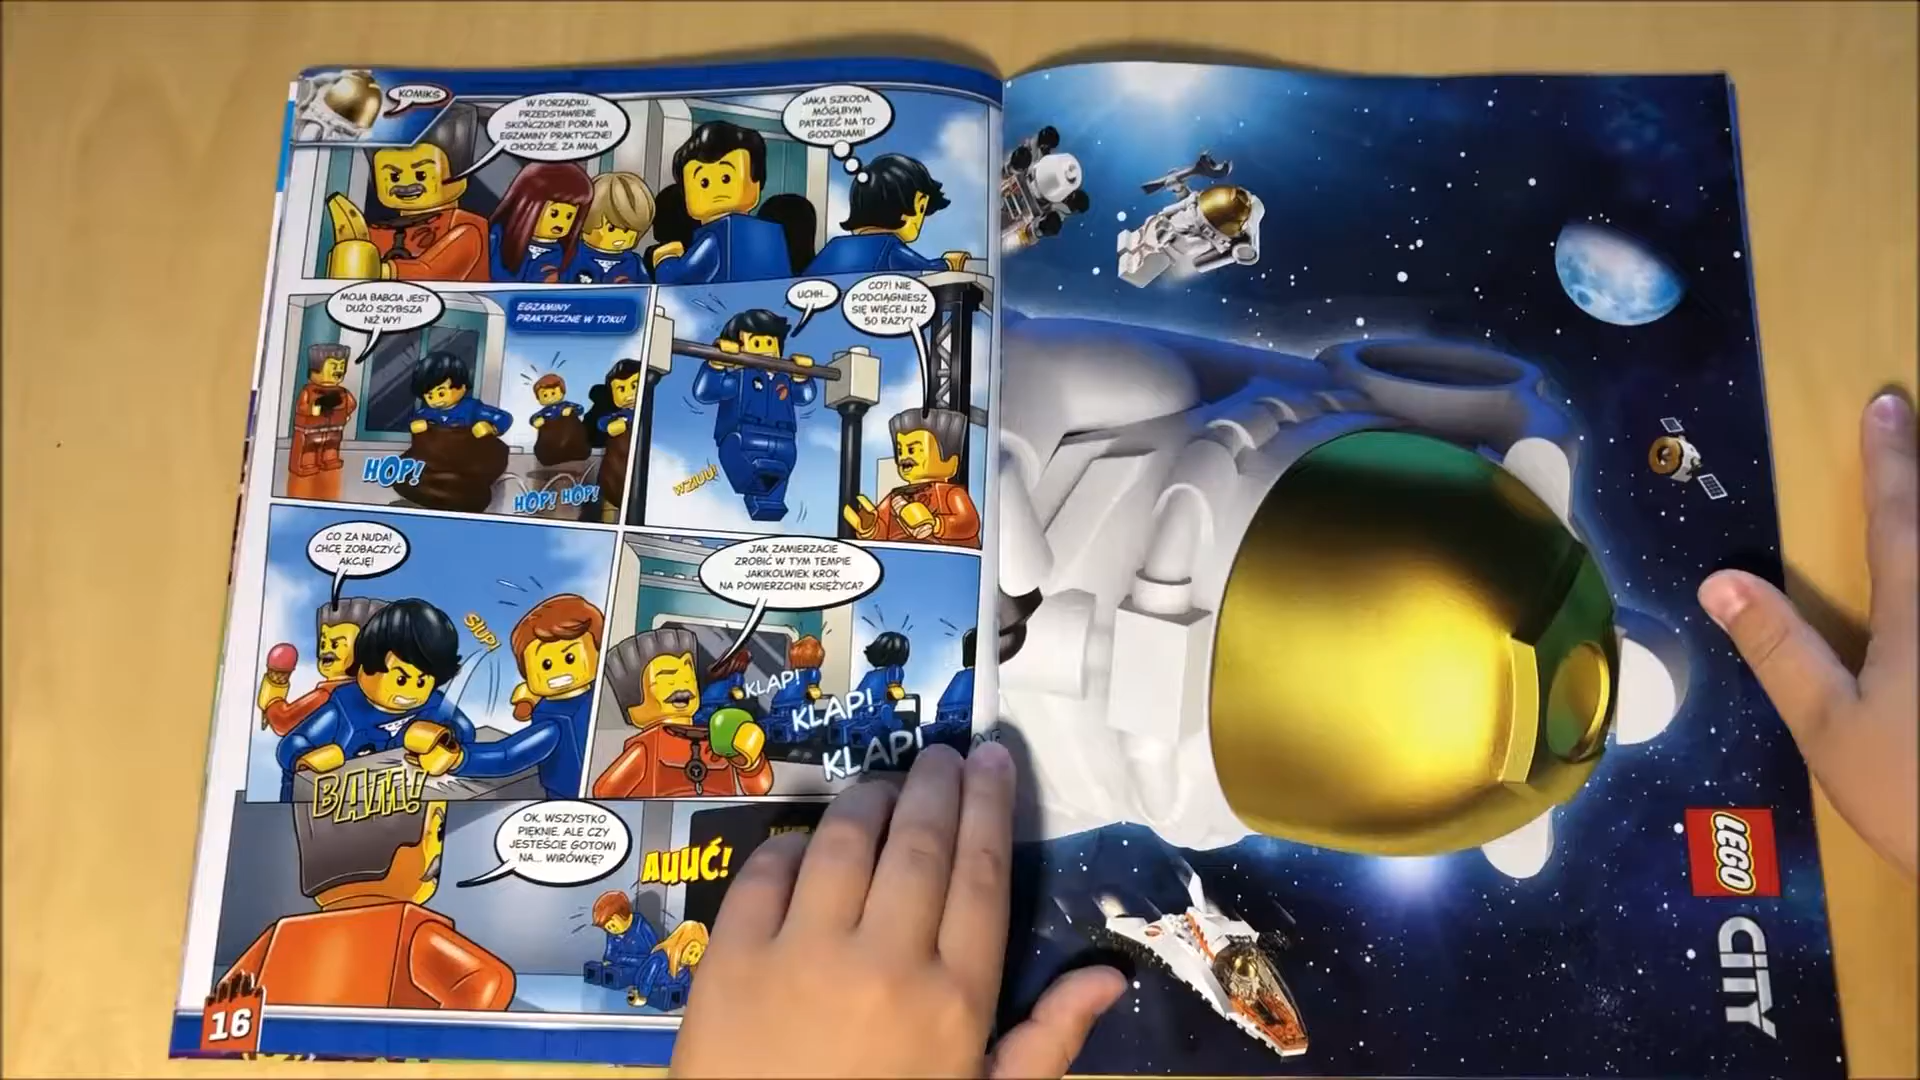 KOMIKS
W PORZĄDKU.
PRZEDSTAWIENIE
SKOŃCZONE! PORA NA
EGZAMINY PRAKTYCZNE!
CHODŹCIE, ZA MNĄ.
JAKA SZKODA,
MÓGŁBYM
PATRZEĆ NA TO
GODZINAMI!
MOJA BABCIA JEST
DUŻO SZYBSZA
NIŻ WY!
EGZAMINY
PRAKTYCZNE W TOKU!
HOP!
HOP! HOP!
UCHH...
CO?! NIE
PODCIĄGNIESZ
SIĘ WIĘCEJ NIŻ
50 RAZY?
WZIUU!
CO ZA NUDA!
CHCĘ ZOBACZYĆ
AKCJĘ!
SŁUP!
BAM!
JAK ZAMIERZACIE
ZROBIĆ W TYM TEMPIE
JAKIKOLWIEK KROK
NA POWIERZCHNI KSIĘŻYCA?
KLAP!
KLAP!
KLAP!
OK, WSZYSTKO
PIĘKNIE, ALE CZY
JESTEŚCIE GOTOWI
NA... WIRÓWKĘ?
AUUĆ!
16
LEGO
CITY